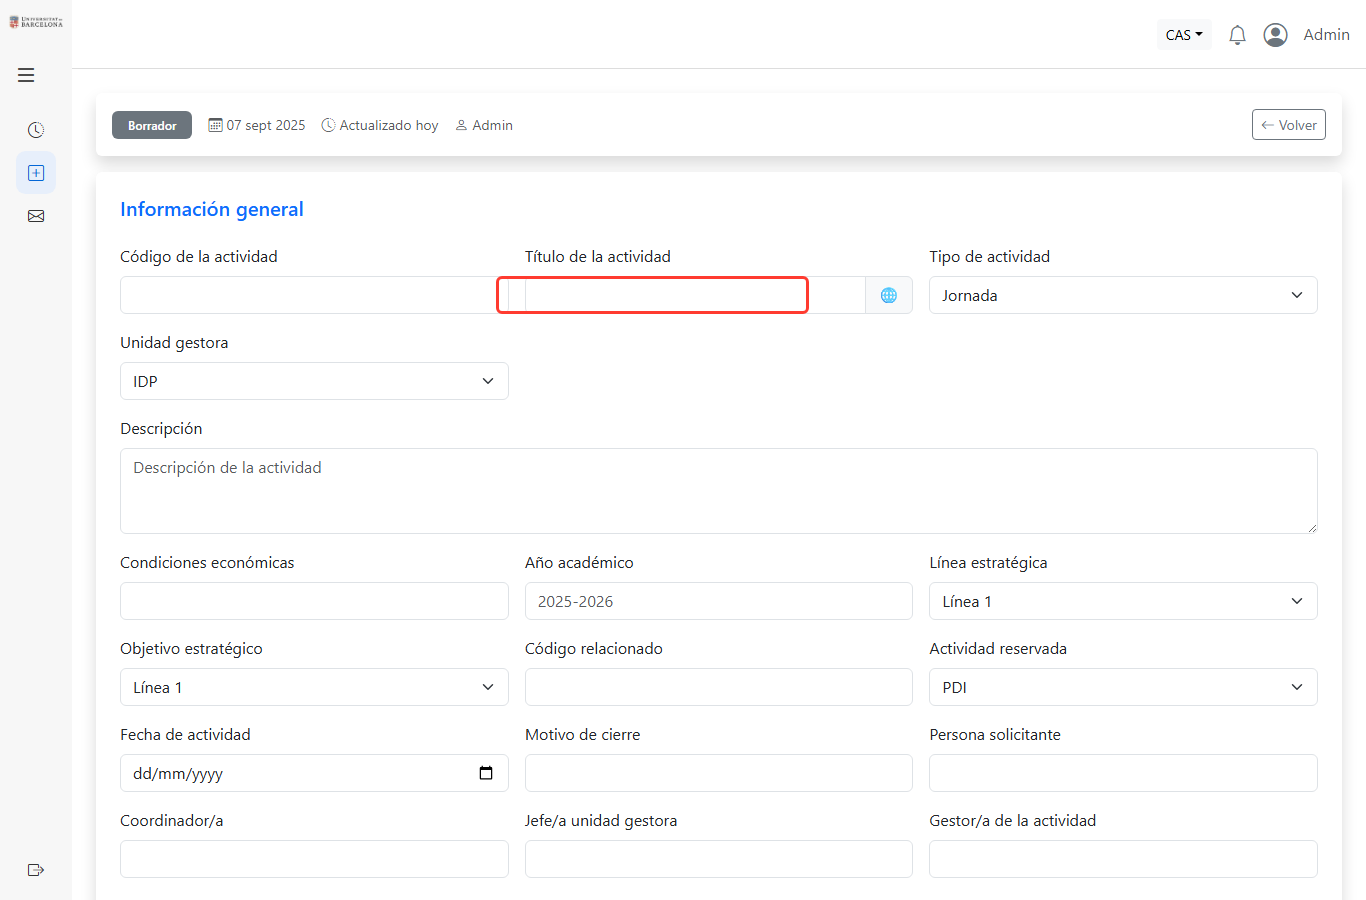 UNIVERSITAT DE
BARCELONA
CAS
Admin
Borrador
07 sept 2025
Actualizado hoy
Admin
← Volver
Información general
Código de la actividad
Título de la actividad
Tipo de actividad
Jornada
Unidad gestora
IDP
Descripción
Descripción de la actividad
Condiciones económicas
Año académico
Línea estratégica
2025-2026
Línea 1
Objetivo estratégico
Código relacionado
Actividad reservada
Línea 1
PDI
Fecha de actividad
Motivo de cierre
Persona solicitante
dd/mm/yyyy
Coordinador/a
Jefe/a unidad gestora
Gestor/a de la actividad